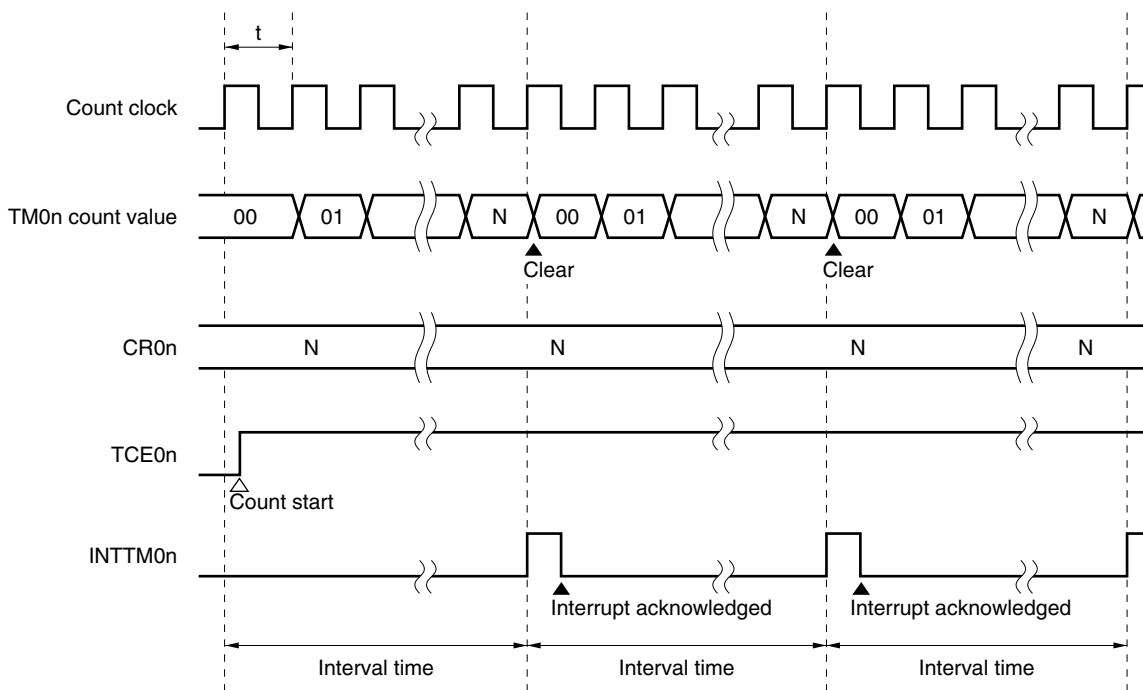 t
Count clock
TM0n count value 00 01 N 00 01 N 00 01 N
Clear Clear
CR0n N N N N
TCE0n
Count start
INTTM0n
Interrupt acknowledged Interrupt acknowledged
Interval time Interval time Interval time